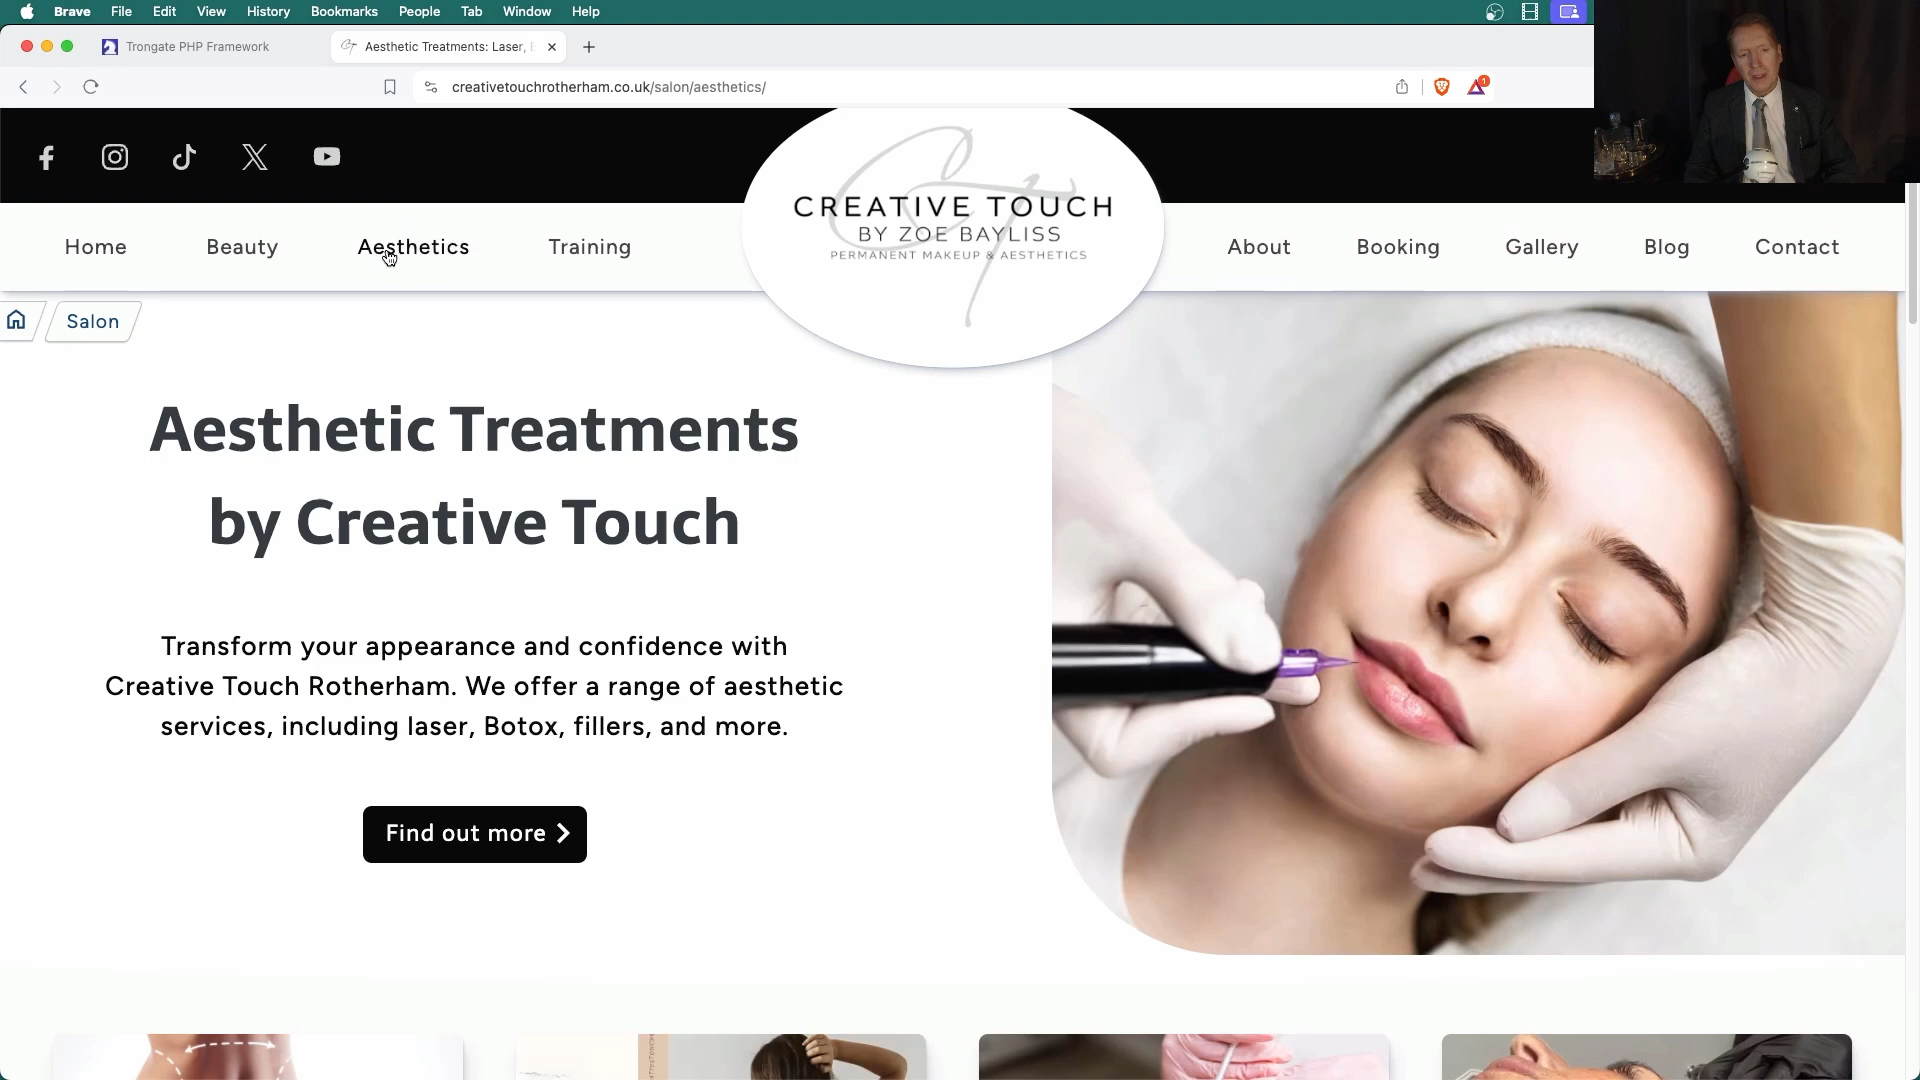 Brave File Edit View History Bookmarks People Tab Window Help
Trongate PHP Framework
Aesthetic Treatments: Laser,
creativetouchrotherham.co.uk/salon/aesthetics/
1
CREATIVE TOUCH
BY ZOE BAYLISS
PERMANENT MAKEUP & AESTHETICS
Home Beauty Aesthetics Training
About Booking Gallery Blog Contact
Salon
Aesthetic Treatments
by Creative Touch
Transform your appearance and confidence with
Creative Touch Rotherham. We offer a range of aesthetic
services, including laser, Botox, fillers, and more.
Find out more